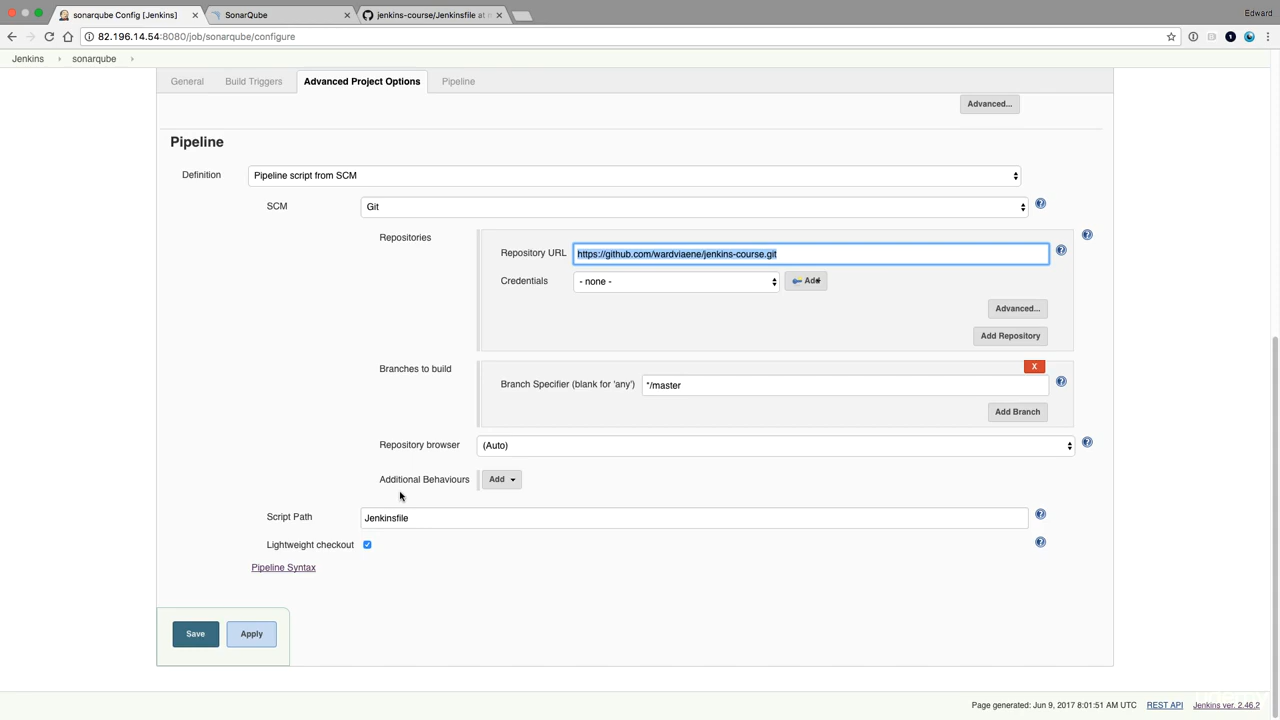 sonarqube Config [Jenkins]
SonarQube
jenkins-course/Jenkinsfile at
Edward
82.196.14.54:8080/job/sonarqube/configure
Jenkins
sonarqube
General
Build Triggers
Advanced Project Options
Pipeline
Advanced...
Pipeline
Definition
Pipeline script from SCM
SCM
Git
Repositories
Repository URL
https://github.com/wardviaene/jenkins-course.git
Credentials
- none -
Add
Advanced...
Add Repository
Branches to build
X
Branch Specifier (blank for 'any')
*/master
Add Branch
Repository browser
(Auto)
Additional Behaviours
Add
Script Path
Jenkinsfile
Lightweight checkout
Pipeline Syntax
Save
Apply
Page generated: Jun 9, 2017 8:01:51 AM UTC
REST API
Jenkins ver. 2.46.2